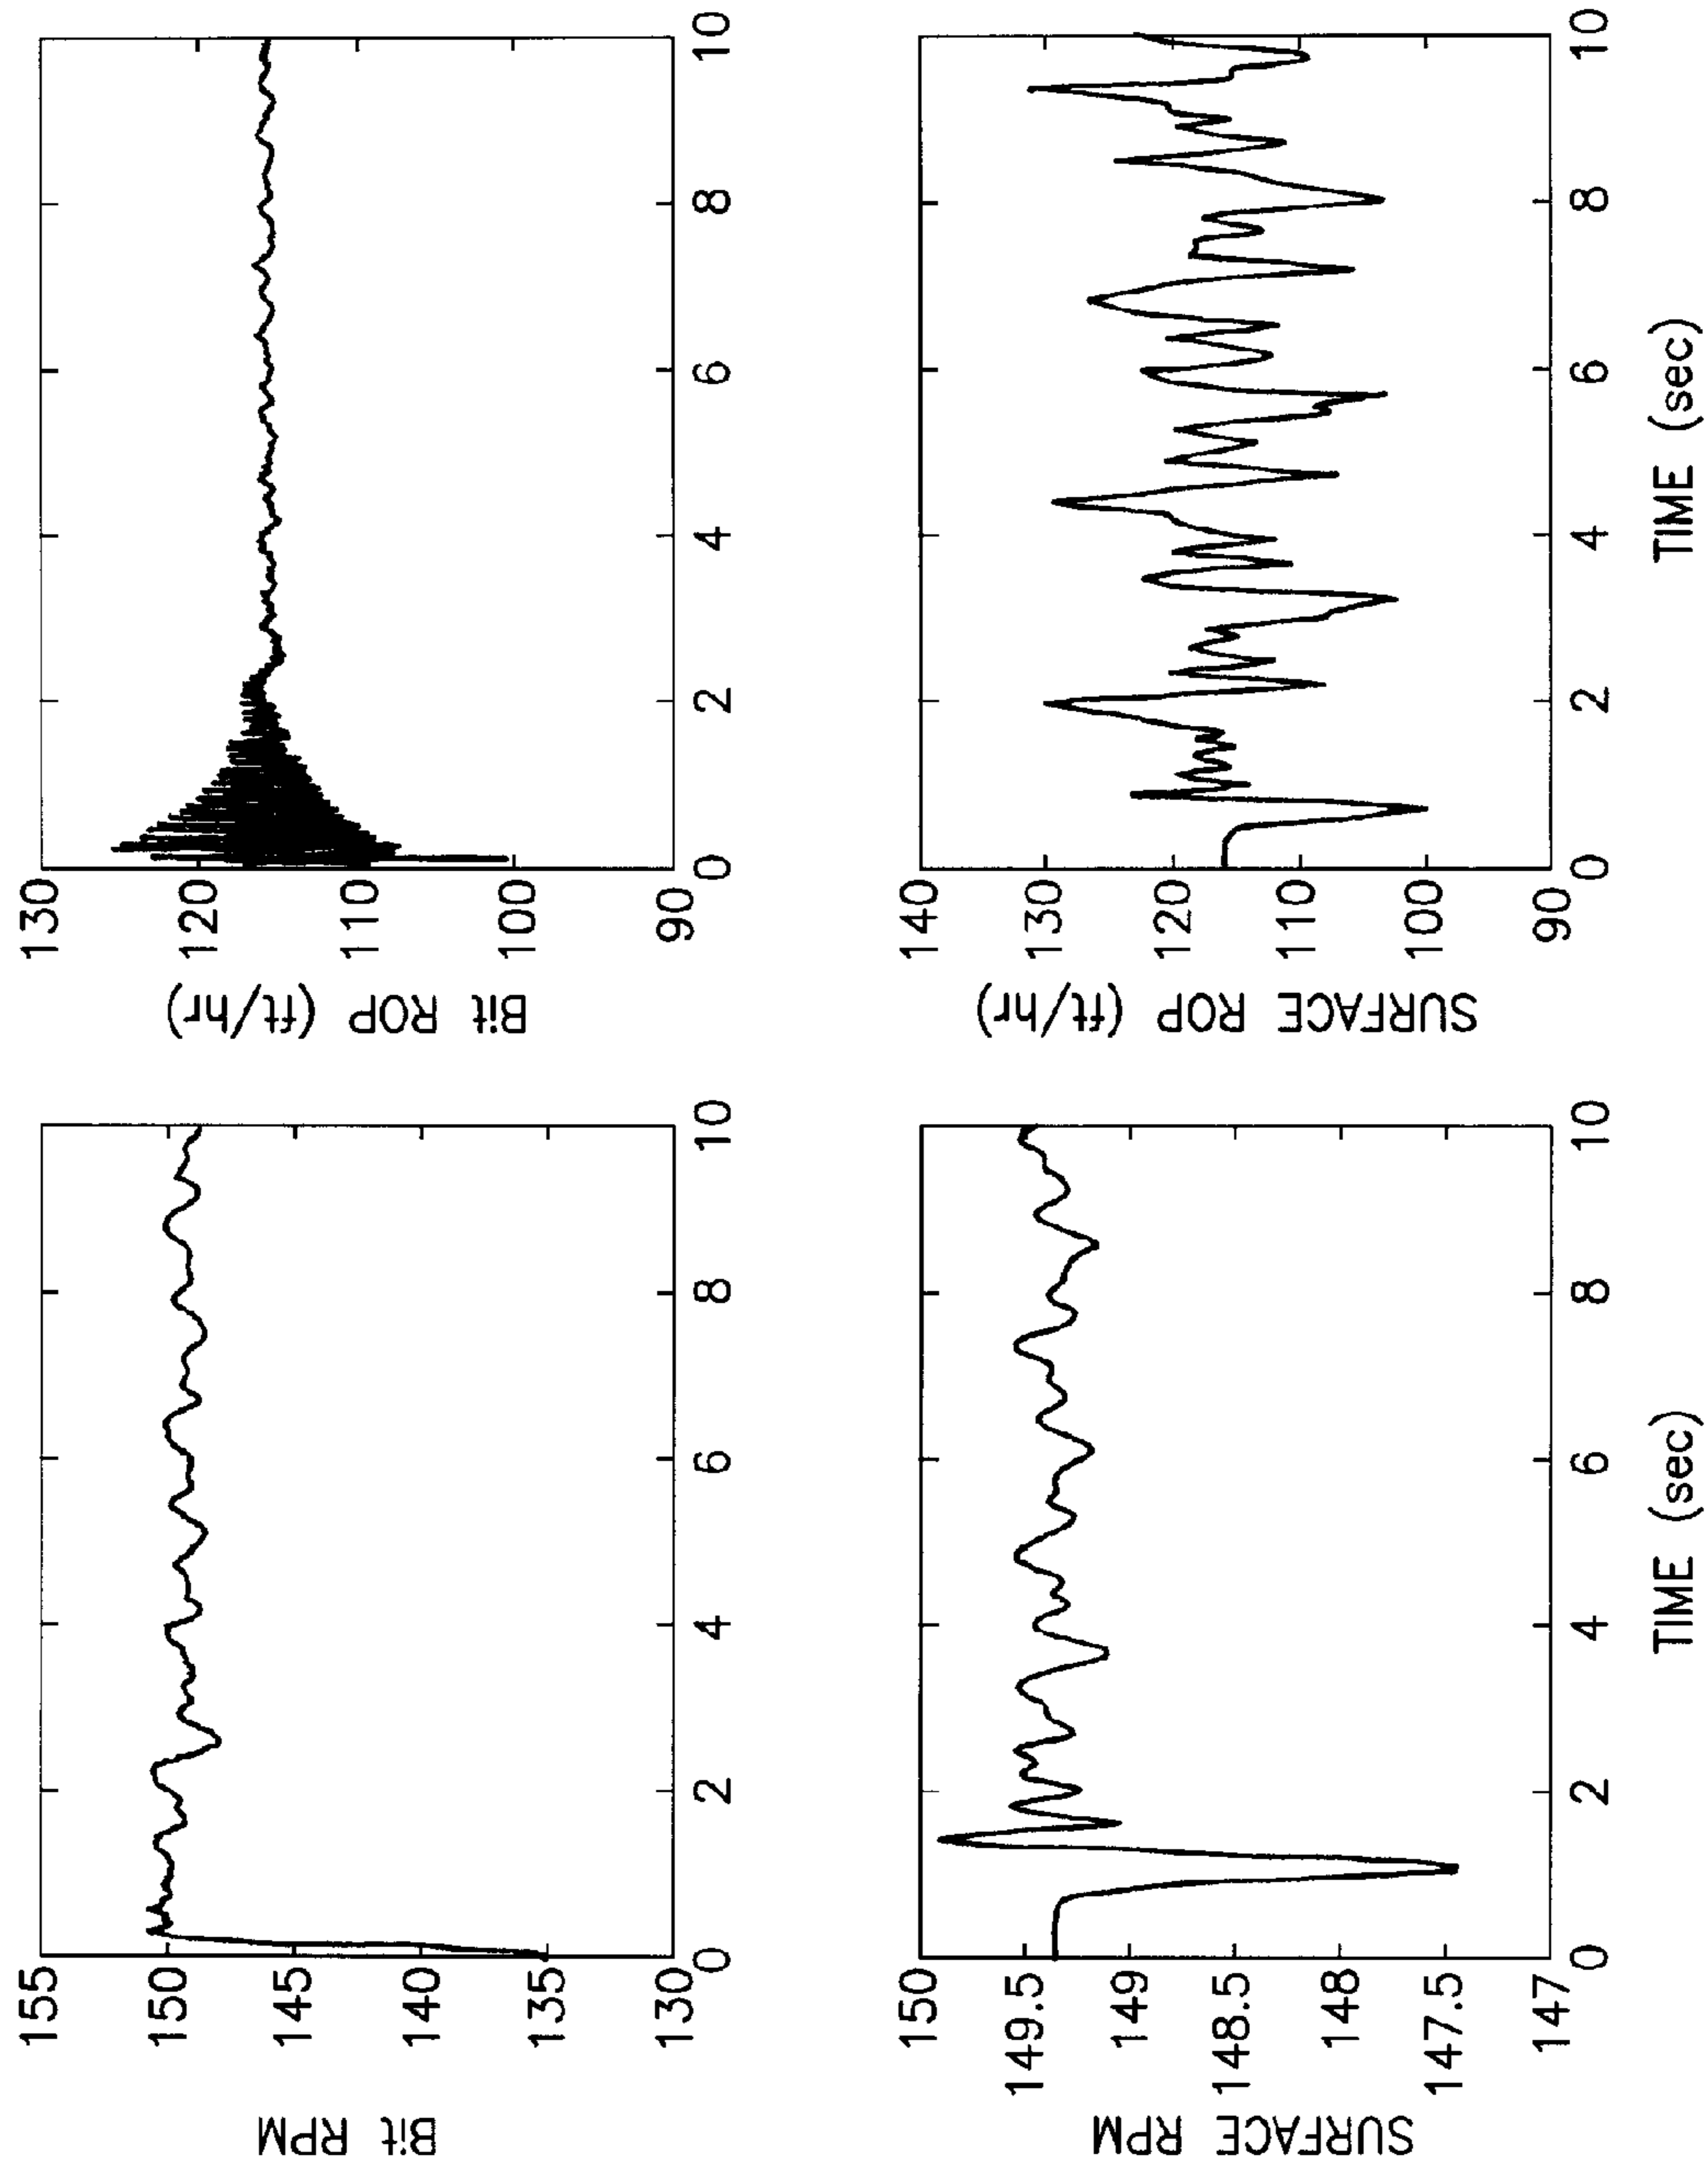 Bit RPM
155
150
145
140
135
130
0 2 4 6 8 10
Bit ROP (ft/hr)
130
120
110
100
90
0 2 4 6 8 10
SURFACE RPM
150
149.5
149
148.5
148
147.5
147
0 2 4 6 8 10
TIME (sec)
SURFACE ROP (ft/hr)
140
130
120
110
100
90
0 2 4 6 8 10
TIME (sec)